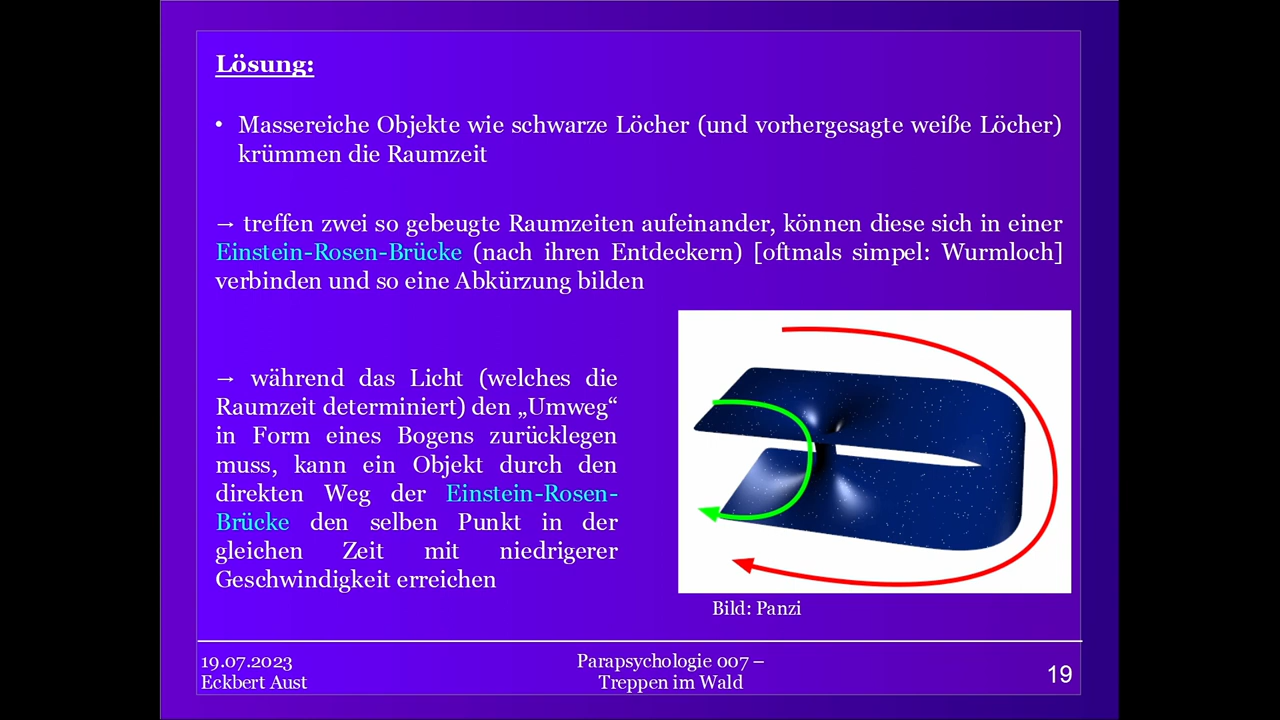 Lösung:
• Massereiche Objekte wie schwarze Löcher (und vorhergesagte weiße Löcher)
krümmen die Raumzeit
→ treffen zwei so gebeugte Raumzeiten aufeinander, können diese sich in einer
Einstein-Rosen-Brücke (nach ihren Entdeckern) [oftmals simpel: Wurmloch]
verbinden und so eine Abkürzung bilden
→ während das Licht (welches die
Raumzeit determiniert) den „Umweg“
in Form eines Bogens zurücklegen
muss, kann ein Objekt durch den
direkten Weg der Einstein-Rosen-
Brücke den selben Punkt in der
gleichen Zeit mit niedrigerer
Geschwindigkeit erreichen
Bild: Panzi
19.07.2023
Eckbert Aust
Parapsychologie 007 –
Treppen im Wald
19